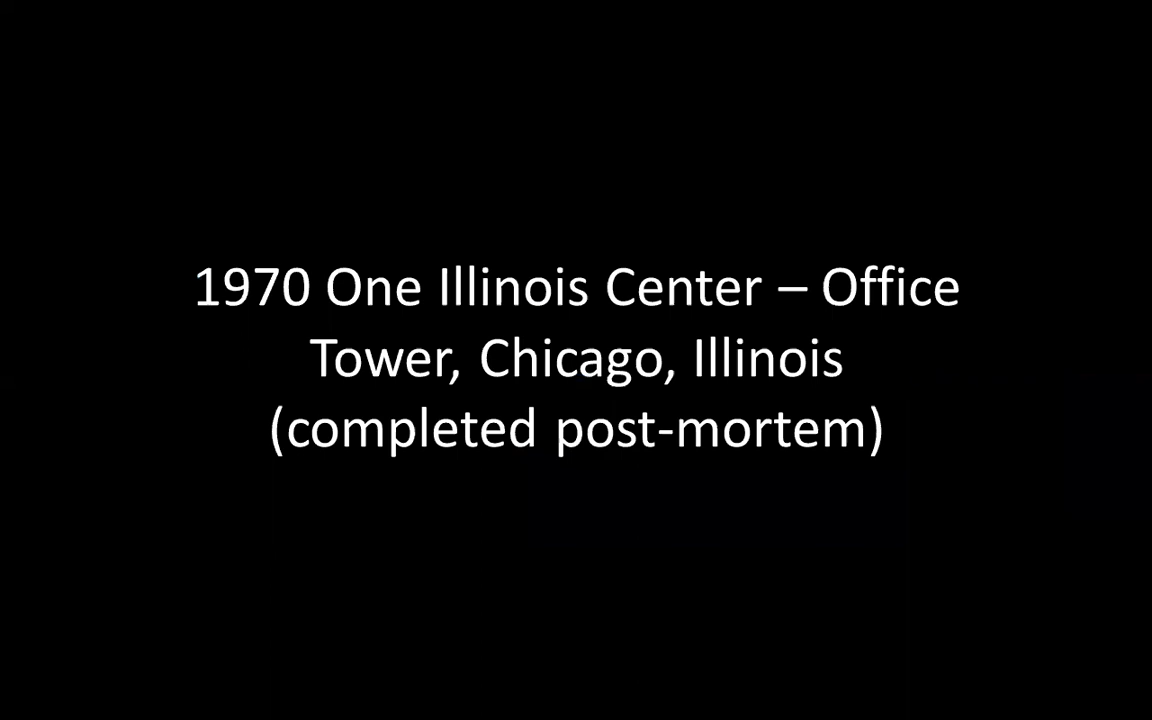 1970 One Illinois Center – Office
Tower, Chicago, Illinois
(completed post-mortem)